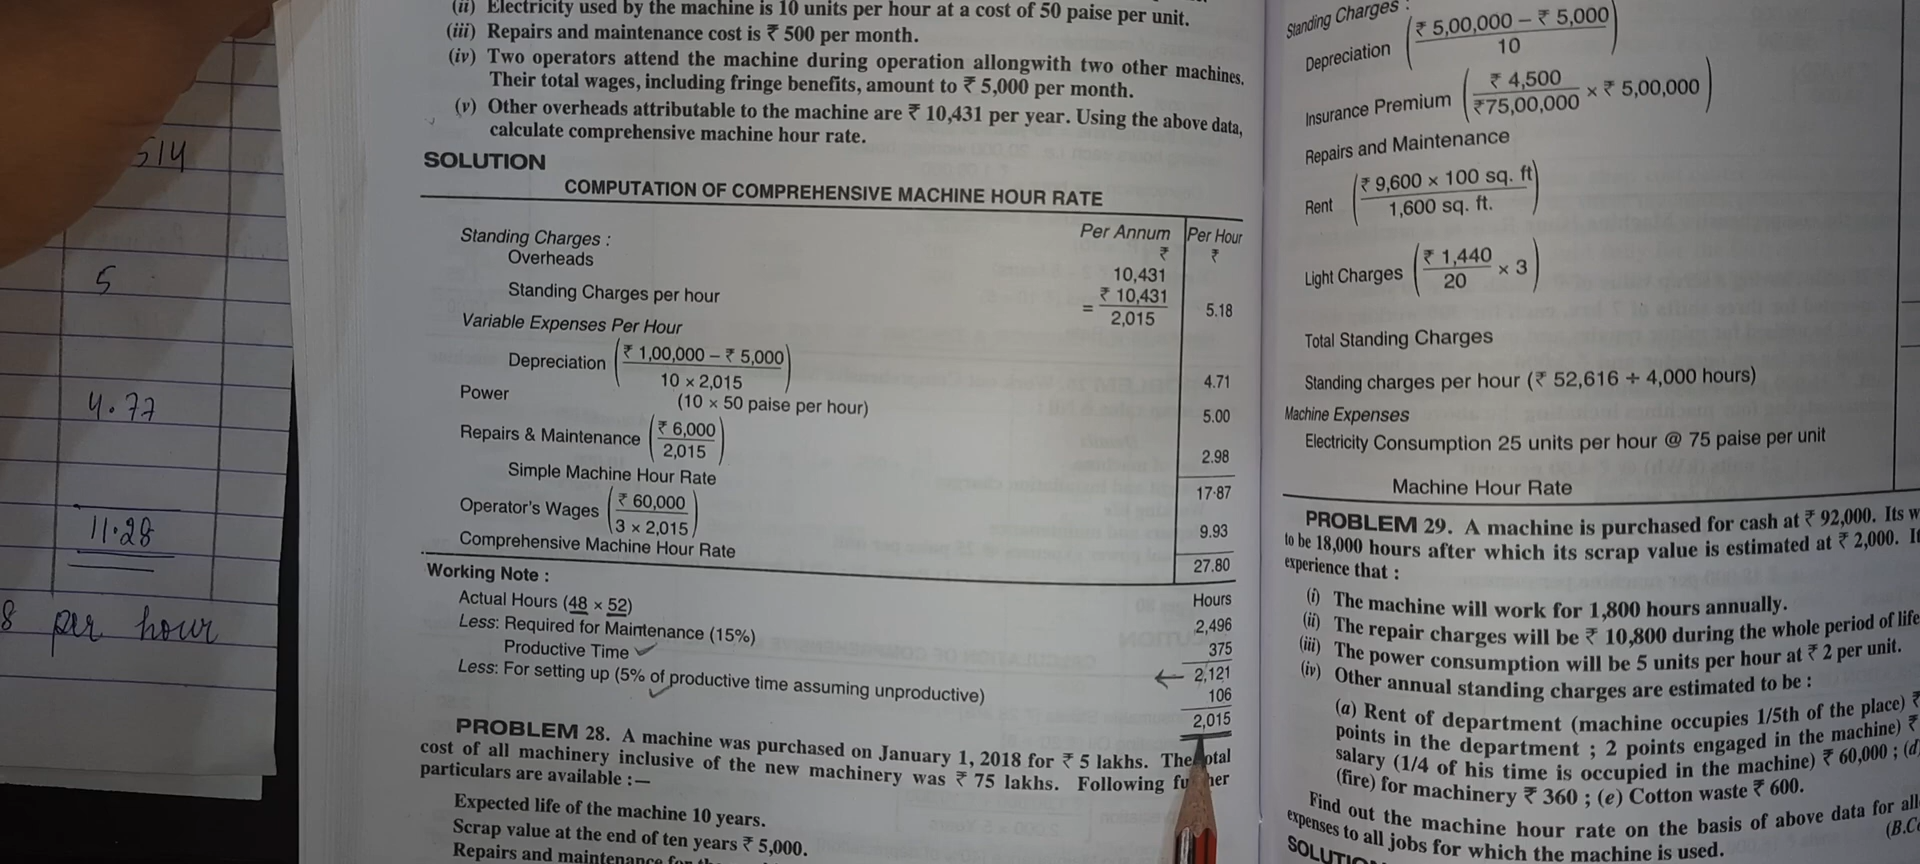 514
5
4.77
11.28
8 per hour
(ii) Electricity used by the machine is 10 units per hour at a cost of 50 paise per unit.
(iii) Repairs and maintenance cost is ₹ 500 per month.
(iv) Two operators attend the machine during operation allongwith two other machines.
Their total wages, including fringe benefits, amount to ₹ 5,000 per month.
(v) Other overheads attributable to the machine are ₹ 10,431 per year. Using the above data,
calculate comprehensive machine hour rate.
SOLUTION
COMPUTATION OF COMPREHENSIVE MACHINE HOUR RATE
Per Annum Per Hour
₹ ₹
Standing Charges :
Overheads 10,431
Standing Charges per hour = ₹ 10,431 / 2,015 5.18
Variable Expenses Per Hour
Depreciation (₹ 1,00,000 – ₹ 5,000 / 10 × 2,015) 4.71
Power (10 × 50 paise per hour) 5.00
Repairs & Maintenance (₹ 6,000 / 2,015) 2.98
Simple Machine Hour Rate 17·87
Operator's Wages (₹ 60,000 / 3 × 2,015) 9.93
Comprehensive Machine Hour Rate 27.80
Working Note : Hours
Actual Hours (48 × 52) 2,496
Less: Required for Maintenance (15%) 375
Productive Time 2,121
Less: For setting up (5% of productive time assuming unproductive) 106
2,015
PROBLEM 28. A machine was purchased on January 1, 2018 for ₹ 5 lakhs. The total
cost of all machinery inclusive of the new machinery was ₹ 75 lakhs. Following
particulars are available :—
Expected life of the machine 10 years.
Scrap value at the end of ten years ₹ 5,000.
Repairs and maintenance
Standing Charges :
Depreciation (₹ 5,00,000 – ₹ 5,000 / 10)
Insurance Premium (₹ 4,500 / ₹75,00,000 × ₹ 5,00,000)
Repairs and Maintenance
Rent (₹ 9,600 × 100 sq. ft / 1,600 sq. ft.)
Light Charges (₹ 1,440 / 20 × 3)
Total Standing Charges
Standing charges per hour (₹ 52,616 ÷ 4,000 hours)
Machine Expenses
Electricity Consumption 25 units per hour @ 75 paise per unit
Machine Hour Rate
PROBLEM 29. A machine is purchased for cash at ₹ 92,000. Its w
to be 18,000 hours after which its scrap value is estimated at ₹ 2,000. It
experience that :
(i) The machine will work for 1,800 hours annually.
(ii) The repair charges will be ₹ 10,800 during the whole period of life
(iii) The power consumption will be 5 units per hour at ₹ 2 per unit.
(iv) Other annual standing charges are estimated to be :
(a) Rent of department (machine occupies 1/5th of the place) ₹
points in the department ; 2 points engaged in the machine) ₹
salary (1/4 of his time is occupied in the machine) ₹ 60,000 ; (d)
(fire) for machinery ₹ 360 ; (e) Cotton waste ₹ 600.
Find out the machine hour rate on the basis of above data for all
expenses to all jobs for which the machine is used. (B.C
SOLUTIO